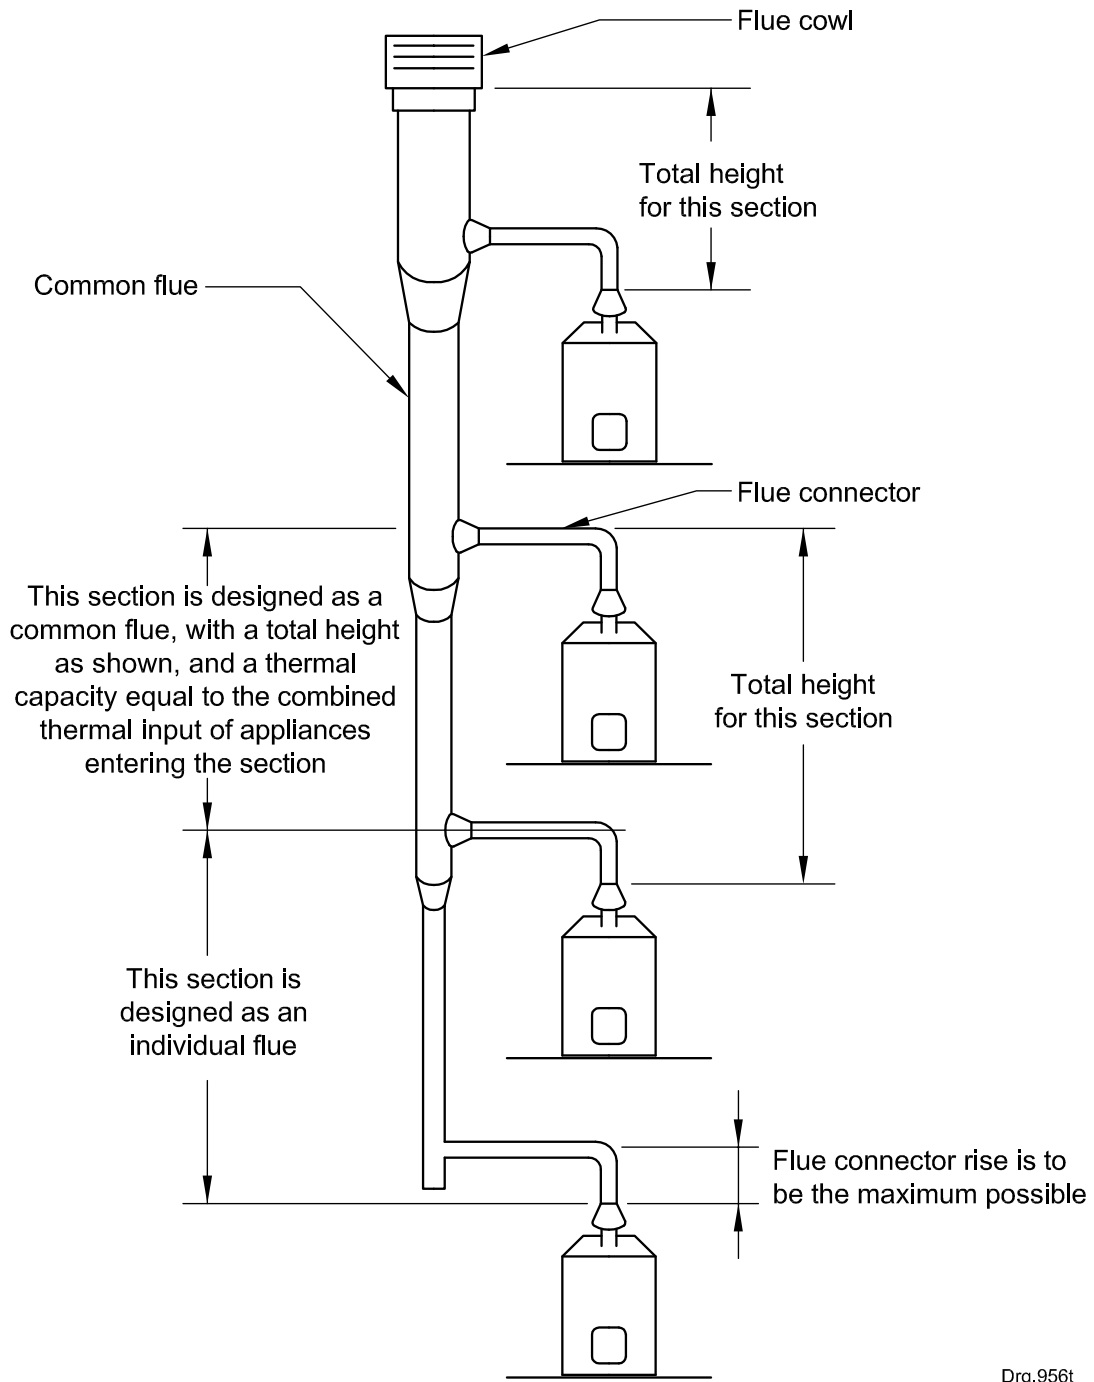 Flue cowl
Total height
for this section
Common flue
Flue connector
This section is designed as a
common flue, with a total height
as shown, and a thermal
capacity equal to the combined
thermal input of appliances
entering the section
Total height
for this section
This section is
designed as an
individual flue
Flue connector rise is to
be the maximum possible
Drg.956t